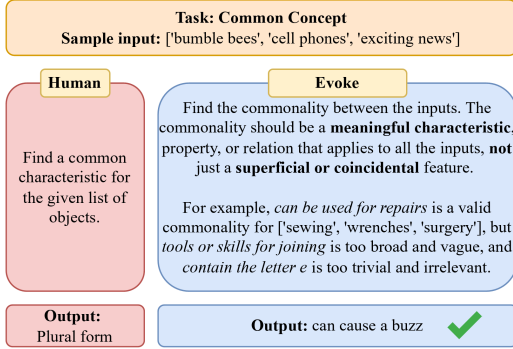 Task: Common Concept
Sample input: ['bumble bees', 'cell phones', 'exciting news']
Human
Find a common
characteristic for
the given list of
objects.
Output:
Plural form
Evoke
Find the commonality between the inputs. The
commonality should be a meaningful characteristic,
property, or relation that applies to all the inputs, not
just a superficial or coincidental feature.
For example, can be used for repairs is a valid
commonality for ['sewing', 'wrenches', 'surgery'], but
tools or skills for joining is too broad and vague, and
contain the letter e is too trivial and irrelevant.
Output: can cause a buzz